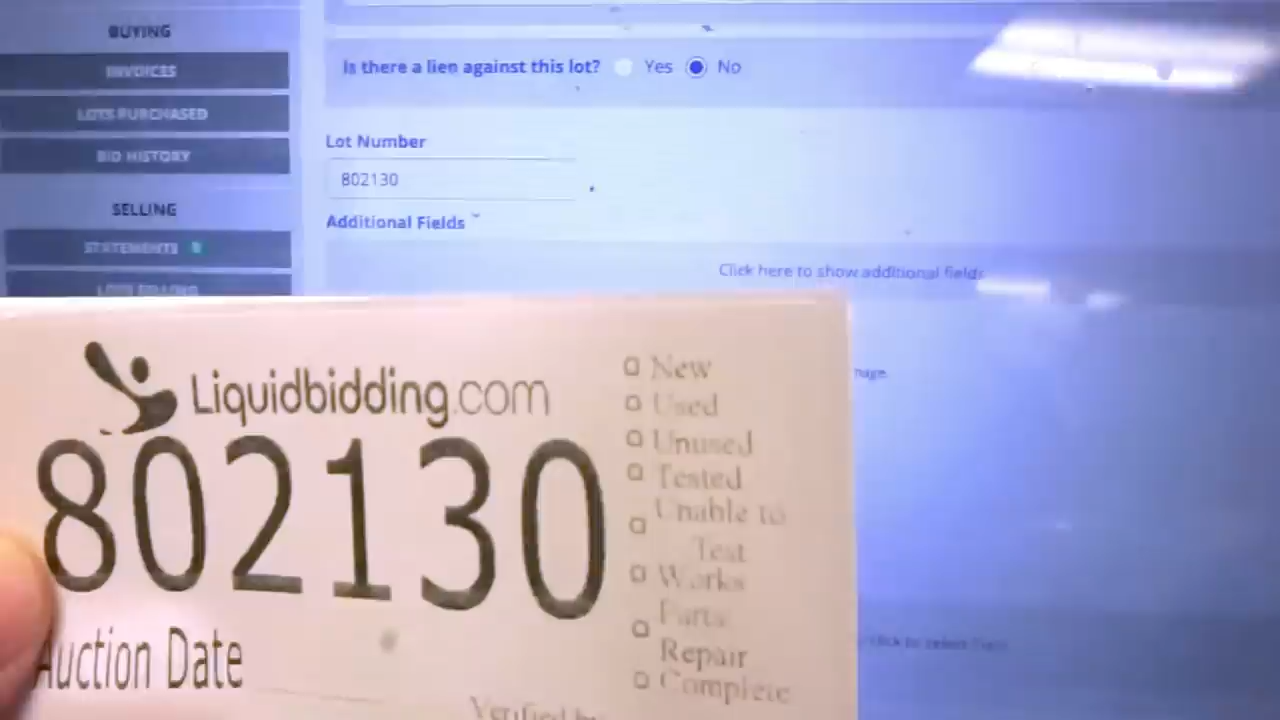 BUYING
INVOICES
LOTS PURCHASED
BID HISTORY
SELLING
STATEMENTS
Is there a lien against this lot? Yes No
Lot Number
802130
Additional Fields
Click here to show additional fields
Liquidbidding.com
802130
Auction Date
New
Used
Unused
Tested
Unable to
Test
Works
Parts
Repair
Complete
Verified by